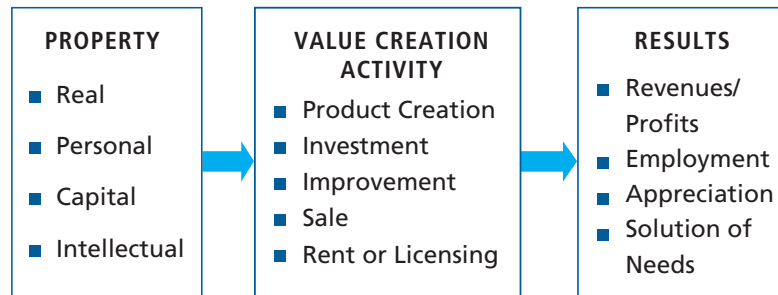 PROPERTY
Real
Personal
Capital
Intellectual
VALUE CREATION
ACTIVITY
Product Creation
Investment
Improvement
Sale
Rent or Licensing
RESULTS
Revenues/
Profits
Employment
Appreciation
Solution of
Needs